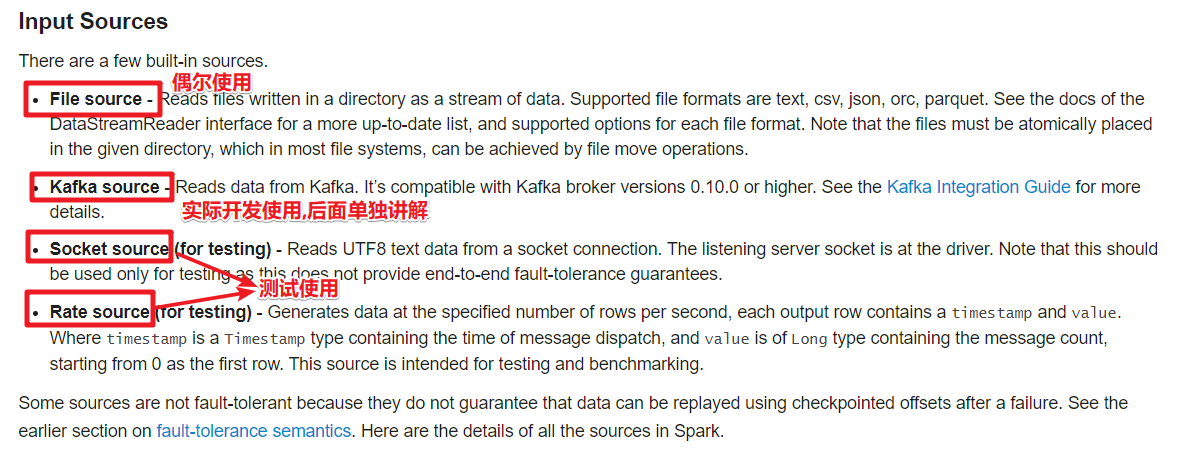 Input Sources
There are a few built-in sources.
偶尔使用
• File source - Reads files written in a directory as a stream of data. Supported file formats are text, csv, json, orc, parquet. See the docs of the
DataStreamReader interface for a more up-to-date list, and supported options for each file format. Note that the files must be atomically placed
in the given directory, which in most file systems, can be achieved by file move operations.
• Kafka source - Reads data from Kafka. It’s compatible with Kafka broker versions 0.10.0 or higher. See the Kafka Integration Guide for more
details.
实际开发使用,后面单独讲解
• Socket source (for testing) - Reads UTF8 text data from a socket connection. The listening server socket is at the driver. Note that this should
be used only for testing as this does not provide end-to-end fault-tolerance guarantees.
测试使用
• Rate source (for testing) - Generates data at the specified number of rows per second, each output row contains a timestamp and value.
Where timestamp is a Timestamp type containing the time of message dispatch, and value is of Long type containing the message count,
starting from 0 as the first row. This source is intended for testing and benchmarking.
Some sources are not fault-tolerant because they do not guarantee that data can be replayed using checkpointed offsets after a failure. See the
earlier section on fault-tolerance semantics. Here are the details of all the sources in Spark.